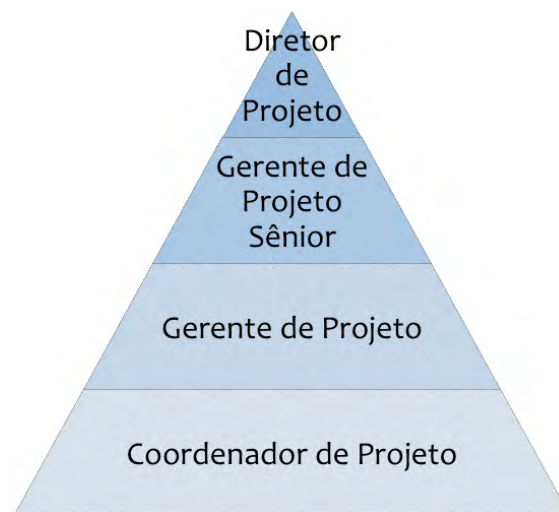 Diretor
de
Projeto
Gerente de
Projeto
Sênior
Gerente de Projeto
Coordenador de Projeto